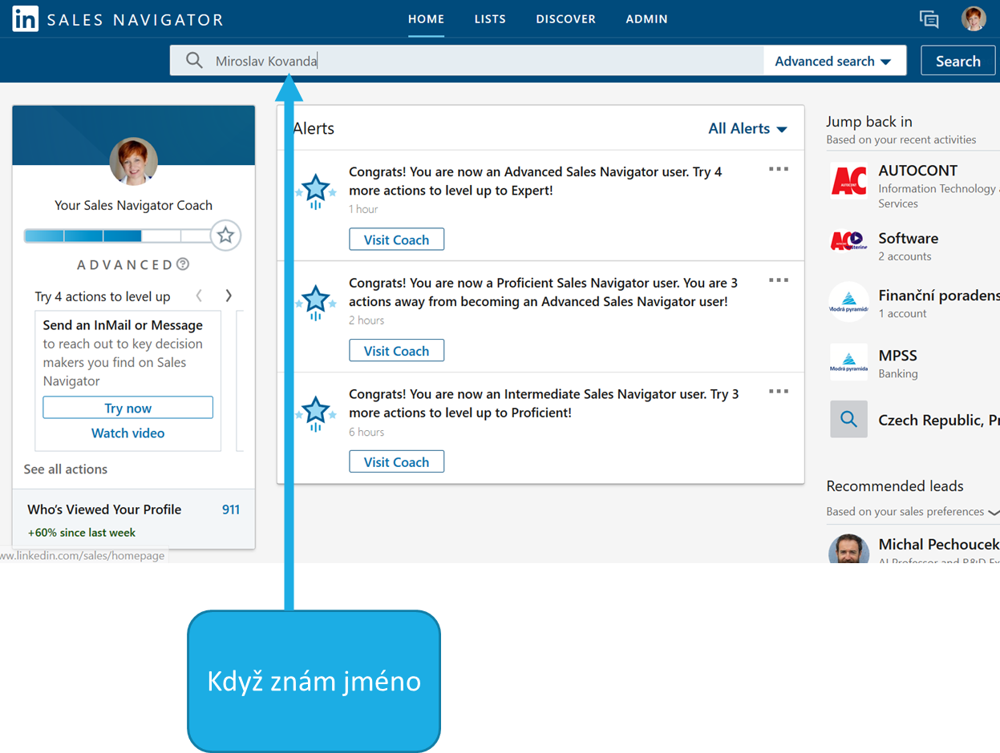 in SALES NAVIGATOR
HOME LISTS DISCOVER ADMIN
Miroslav Kovanda
Advanced search
Search
Your Sales Navigator Coach
ADVANCED ?
Try 4 actions to level up
Send an InMail or Message
to reach out to key decision
makers you find on Sales
Navigator
Try now
Watch video
See all actions
Who's Viewed Your Profile 911
+60% since last week
ww.linkedin.com/sales/homepage
Alerts
All Alerts
Congrats! You are now an Advanced Sales Navigator user. Try 4
more actions to level up to Expert!
1 hour
Visit Coach
Congrats! You are now a Proficient Sales Navigator user. You are 3
actions away from becoming an Advanced Sales Navigator user!
2 hours
Visit Coach
Congrats! You are now an Intermediate Sales Navigator user. Try 3
more actions to level up to Proficient!
6 hours
Visit Coach
Jump back in
Based on your recent activities
AC
AUTOCONT
AUTOCONT
Information Technology
Services
AC
Software
2 accounts
Modrá pyramida
Finanční poradens
1 account
Modrá pyramida
MPSS
Banking
Czech Republic, Pr
Recommended leads
Based on your sales preferences
Michal Pechoucek
AI Professor and R&D Ex
Když znám jméno